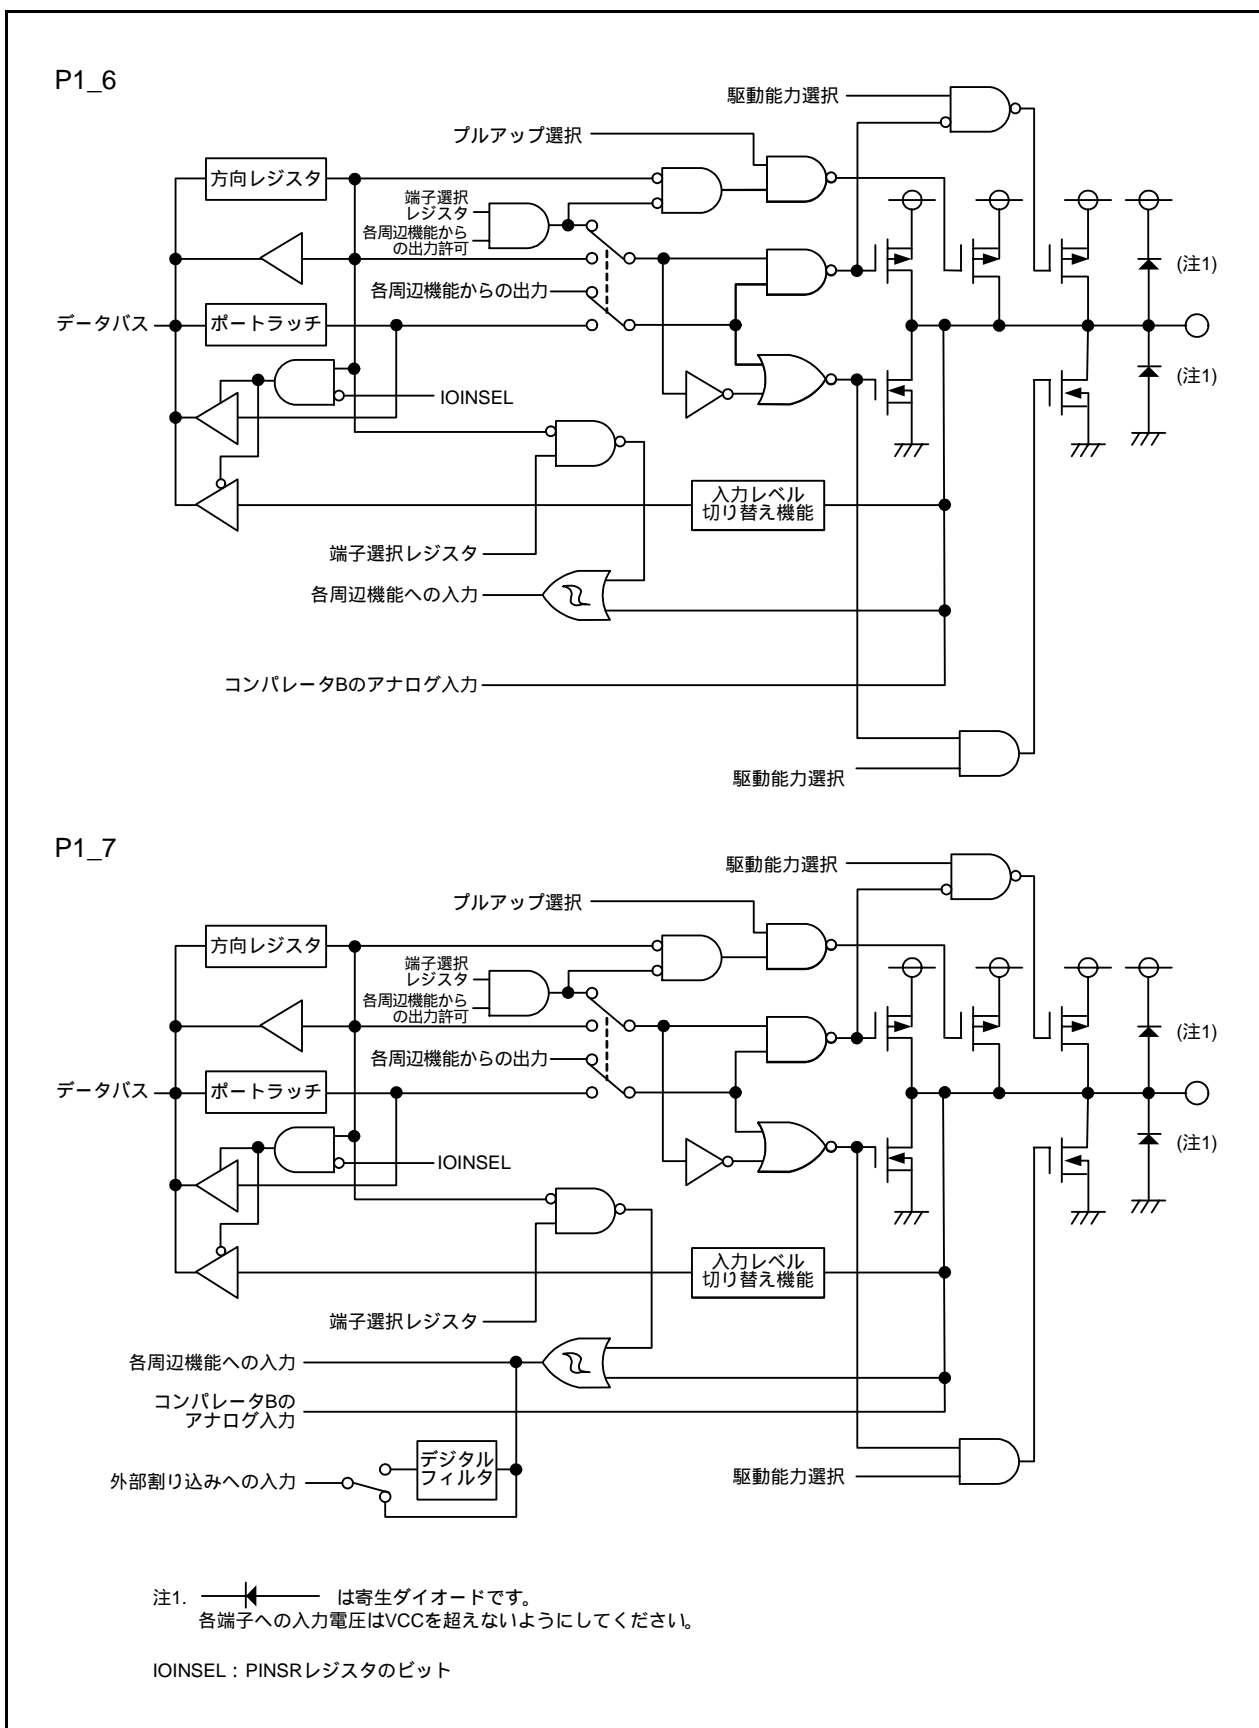 P1_6
駆動能力選択
プルアップ選択
方向レジスタ
端子選択
レジスタ
各周辺機能から
の出力許可
(注1)
各周辺機能からの出力
データバス
ポートラッチ
(注1)
IOINSEL
入力レベル
切り替え機能
端子選択レジスタ
各周辺機能への入力
コンパレータBのアナログ入力
駆動能力選択
P1_7
駆動能力選択
プルアップ選択
方向レジスタ
端子選択
レジスタ
各周辺機能から
の出力許可
(注1)
各周辺機能からの出力
データバス
ポートラッチ
(注1)
IOINSEL
入力レベル
切り替え機能
端子選択レジスタ
各周辺機能への入力
コンパレータBの
アナログ入力
デジタル
フィルタ
外部割り込みへの入力
駆動能力選択
注1. は寄生ダイオードです。
各端子への入力電圧はVCCを超えないようにしてください。
IOINSEL:PINSRレジスタのビット